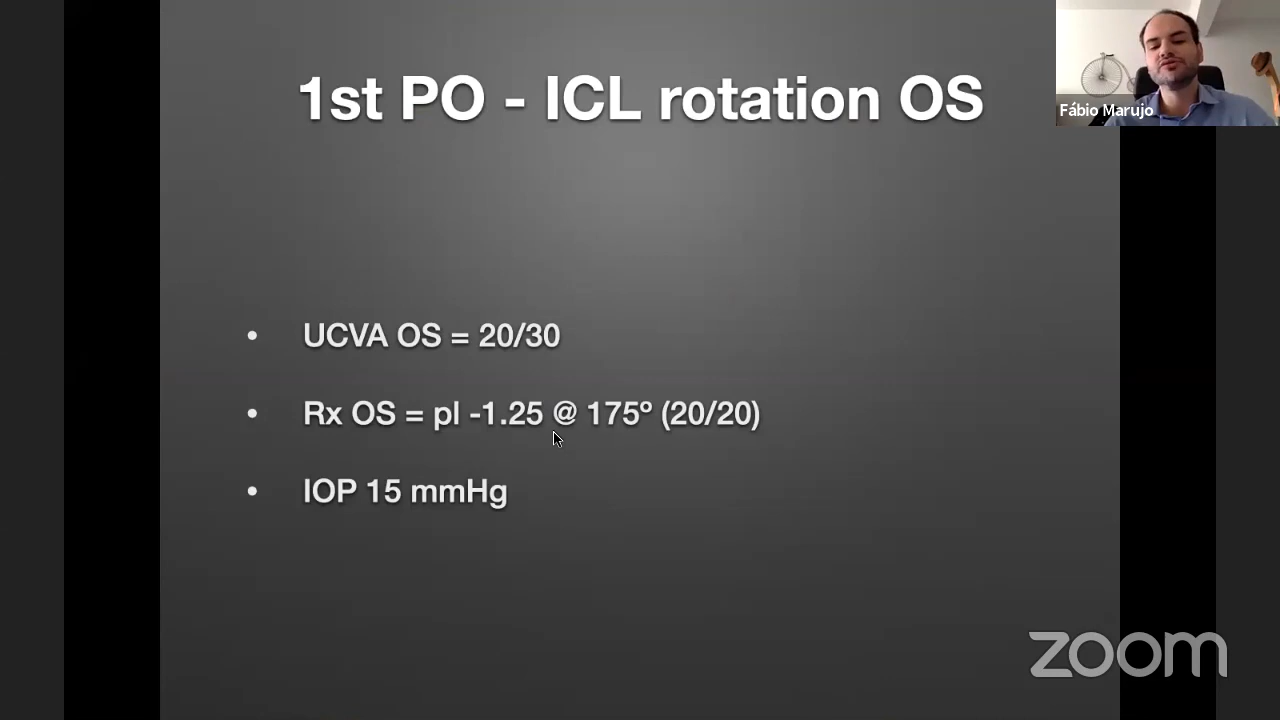 1st PO - ICL rotation OS
Fábio Marujo
• UCVA OS = 20/30
• Rx OS = pl -1.25 @ 175º (20/20)
• IOP 15 mmHg
zoom